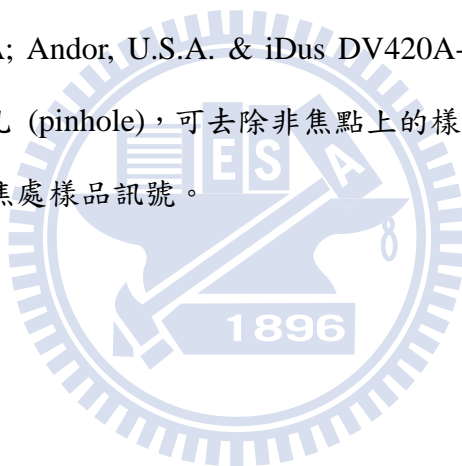 A; Andor, U.S.A. & iDus DV420A-
孔 (pinhole)，可去除非焦點上的樣
焦處樣品訊號。
E S A
1896